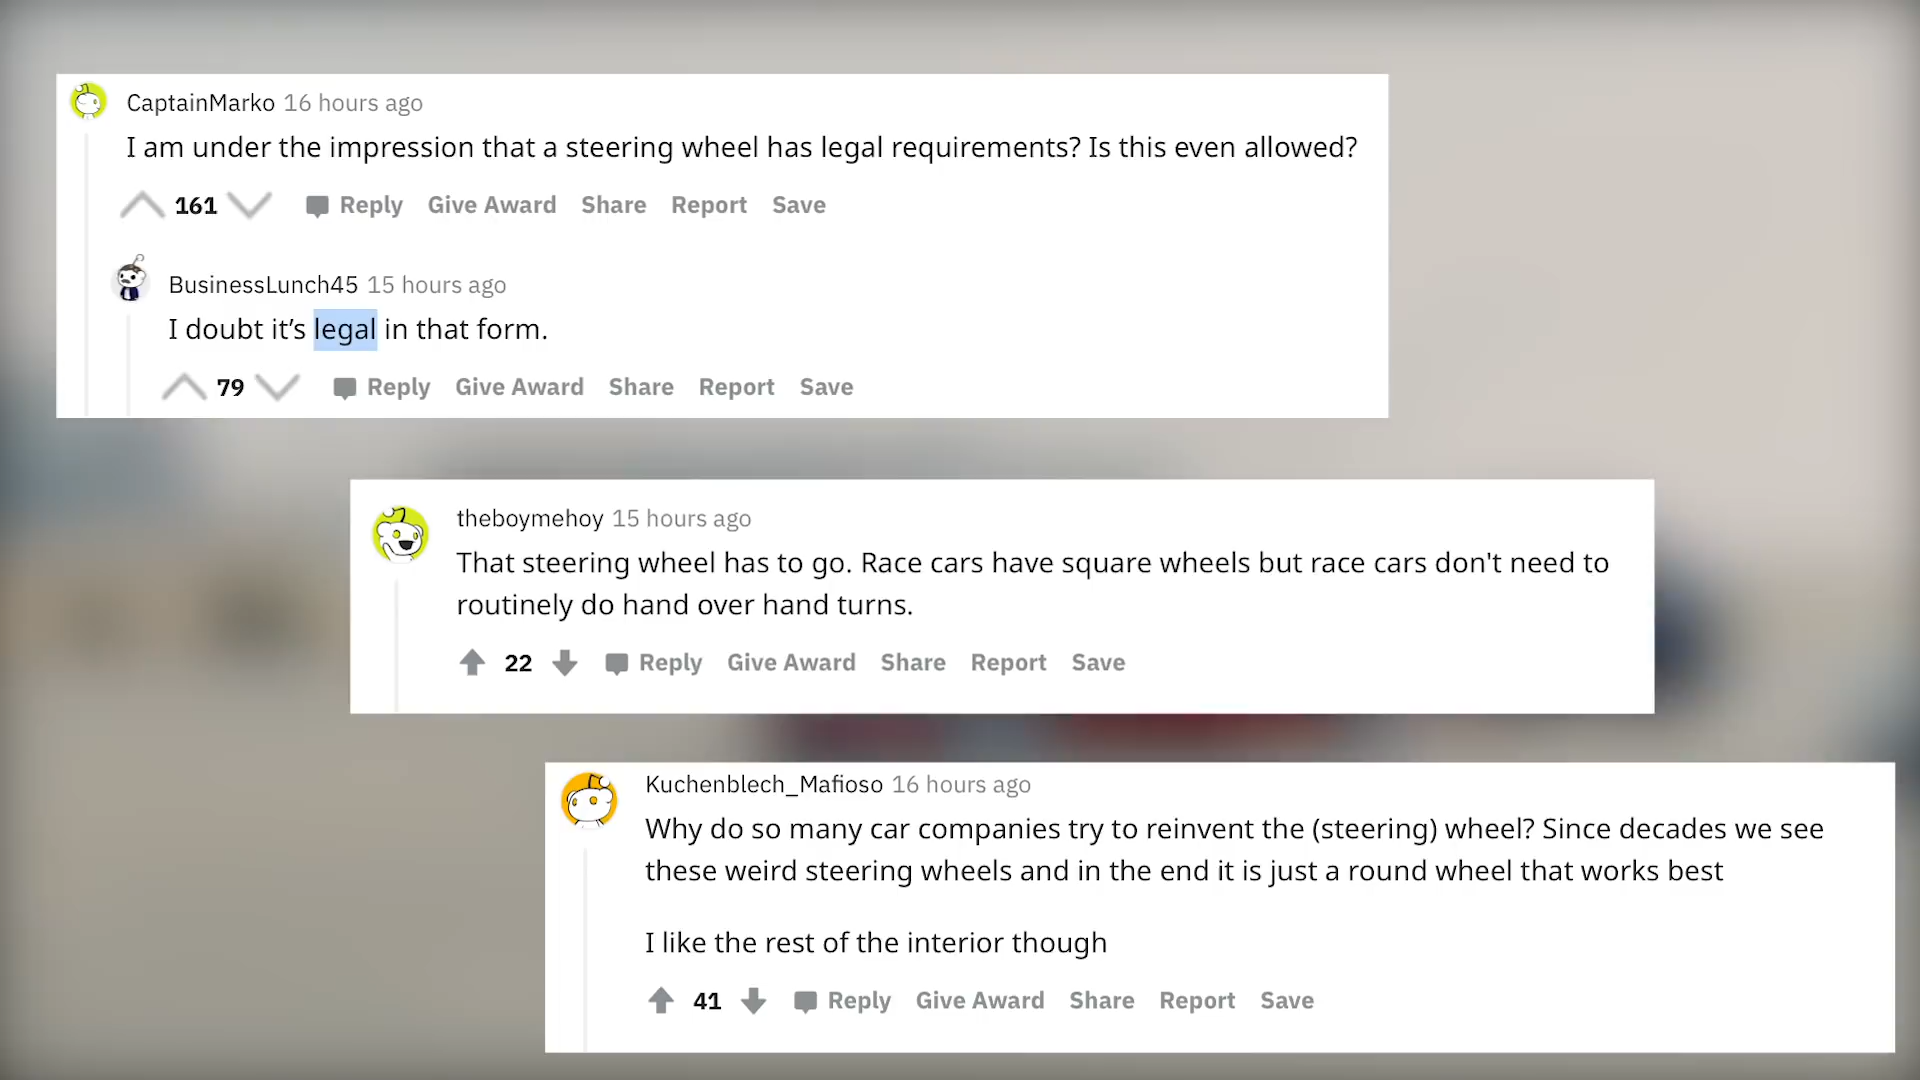 CaptainMarko 16 hours ago
I am under the impression that a steering wheel has legal requirements? Is this even allowed?
161 Reply Give Award Share Report Save
BusinessLunch45 15 hours ago
I doubt it’s legal in that form.
79 Reply Give Award Share Report Save
theboymehoy 15 hours ago
That steering wheel has to go. Race cars have square wheels but race cars don't need to
routinely do hand over hand turns.
22 Reply Give Award Share Report Save
Kuchenblech_Mafioso 16 hours ago
Why do so many car companies try to reinvent the (steering) wheel? Since decades we see
these weird steering wheels and in the end it is just a round wheel that works best
I like the rest of the interior though
41 Reply Give Award Share Report Save